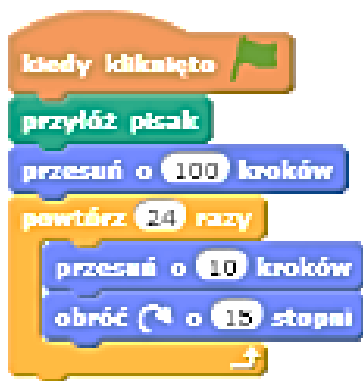 kiedy kliknięto
przyłóż pisak
przesuń o 100 kroków
powtórz 24 razy
przesuń o 10 kroków
obróć o 15 stopni